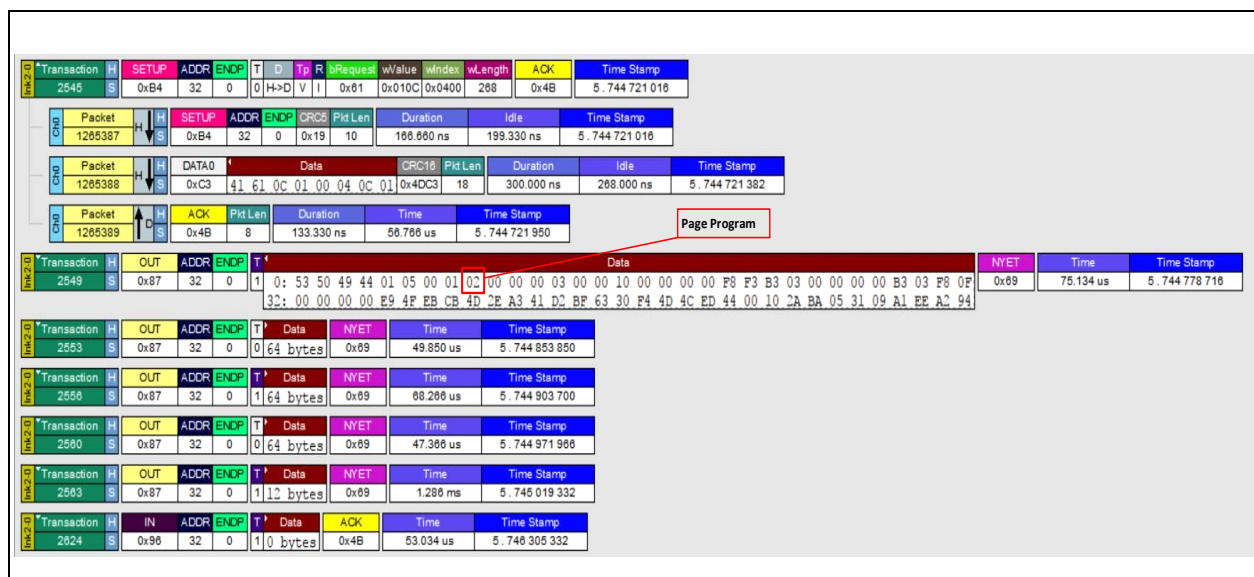 Transaction H SETUP ADDR ENDP T D Tp R bRequest wValue wIndex wLength ACK Time Stamp
2545 S 0xB4 32 0 0 H->D V I 0x61 0x010C 0x0400 268 0x4B 5 . 744 721 016
Packet H SETUP ADDR ENDP CRC5 Pkt Len Duration Idle Time Stamp
1265387 H S 0xB4 32 0 0x19 10 166.660 ns 199.330 ns 5 . 744 721 016
Packet H DATA0 Data CRC16 Pkt Len Duration Idle Time Stamp
1265388 H S 0xC3 41 61 0C 01 00 04 0C 01 0x4DC3 18 300.000 ns 268.000 ns 5 . 744 721 382
Packet H ACK Pkt Len Duration Time Time Stamp
1265389 D S 0x4B 8 133.330 ns 56.766 us 5 . 744 721 950
Page Program
Transaction H OUT ADDR ENDP T Data NYET Time Time Stamp
2549 S 0x87 32 0 1 0: 53 50 49 44 01 05 00 01 02 00 00 00 03 00 00 10 00 00 00 F8 F3 B3 03 00 00 00 00 B3 03 F8 0F 0x69 75.134 us 5 . 744 778 716
32: 00 00 00 00 E9 4F EB CB 4D 2E A3 41 D2 BF 63 30 F4 4D 4C ED 44 00 10 2A BA 05 31 09 A1 EE A2 94
Transaction H OUT ADDR ENDP T Data NYET Time Time Stamp
2553 S 0x87 32 0 0 64 bytes 0x69 49.850 us 5 . 744 853 850
Transaction H OUT ADDR ENDP T Data NYET Time Time Stamp
2556 S 0x87 32 0 1 64 bytes 0x69 68.266 us 5 . 744 903 700
Transaction H OUT ADDR ENDP T Data NYET Time Time Stamp
2560 S 0x87 32 0 0 64 bytes 0x69 47.366 us 5 . 744 971 966
Transaction H OUT ADDR ENDP T Data NYET Time Time Stamp
2563 S 0x87 32 0 1 12 bytes 0x69 1.286 ms 5 . 745 019 332
Transaction H IN ADDR ENDP T Data ACK Time Time Stamp
2624 S 0x96 32 0 1 0 bytes 0x4B 53.034 us 5 . 746 305 332